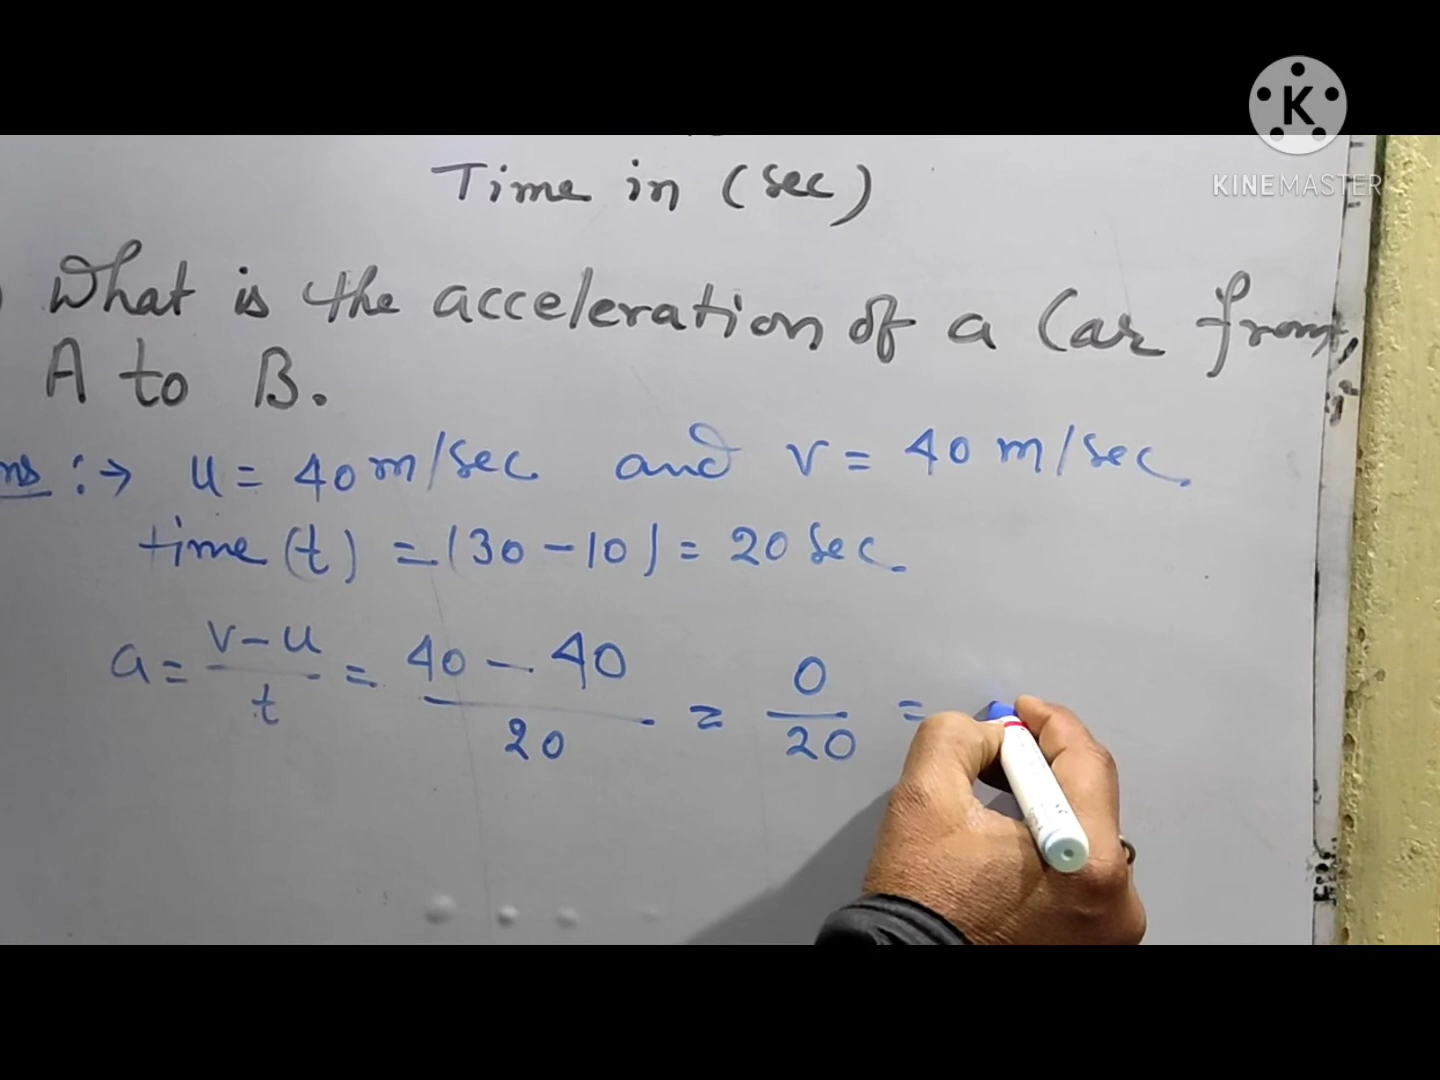 K
KINEMASTER
Time in (sec)
What is the acceleration of a Car from,
A to B.
ns :→ u = 40 m/sec and v = 40 m/sec.
time (t) = (30 - 10) = 20 sec.
a = v-u / t = 40 - 40 / 20 = 0 / 20 =